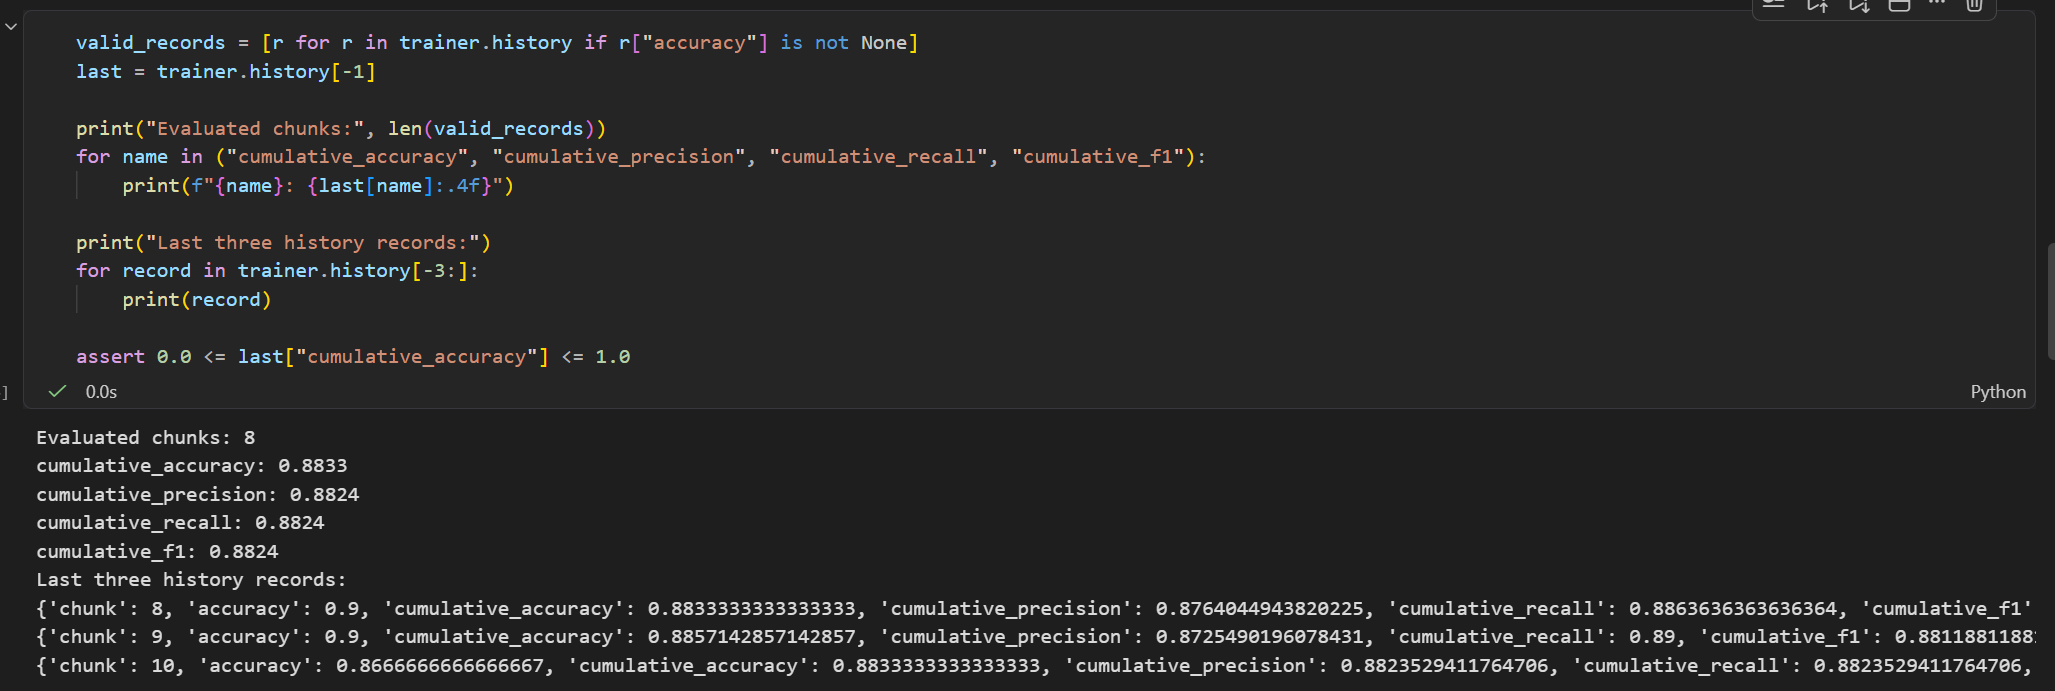 valid_records = [r for r in trainer.history if r["accuracy"] is not None]
last = trainer.history[-1]
print("Evaluated chunks:", len(valid_records))
for name in ("cumulative_accuracy", "cumulative_precision", "cumulative_recall", "cumulative_f1"):
    print(f"{name}: {last[name]:.4f}")
print("Last three history records:")
for record in trainer.history[-3:]:
    print(record)
assert 0.0 <= last["cumulative_accuracy"] <= 1.0
] 0.0s Python
Evaluated chunks: 8
cumulative_accuracy: 0.8833
cumulative_precision: 0.8824
cumulative_recall: 0.8824
cumulative_f1: 0.8824
Last three history records:
{'chunk': 8, 'accuracy': 0.9, 'cumulative_accuracy': 0.8833333333333333, 'cumulative_precision': 0.8764044943820225, 'cumulative_recall': 0.8863636363636364, 'cumulative_f1'
{'chunk': 9, 'accuracy': 0.9, 'cumulative_accuracy': 0.8857142857142857, 'cumulative_precision': 0.8725490196078431, 'cumulative_recall': 0.89, 'cumulative_f1': 0.88118811881
{'chunk': 10, 'accuracy': 0.8666666666666667, 'cumulative_accuracy': 0.8833333333333333, 'cumulative_precision': 0.8823529411764706, 'cumulative_recall': 0.8823529411764706,